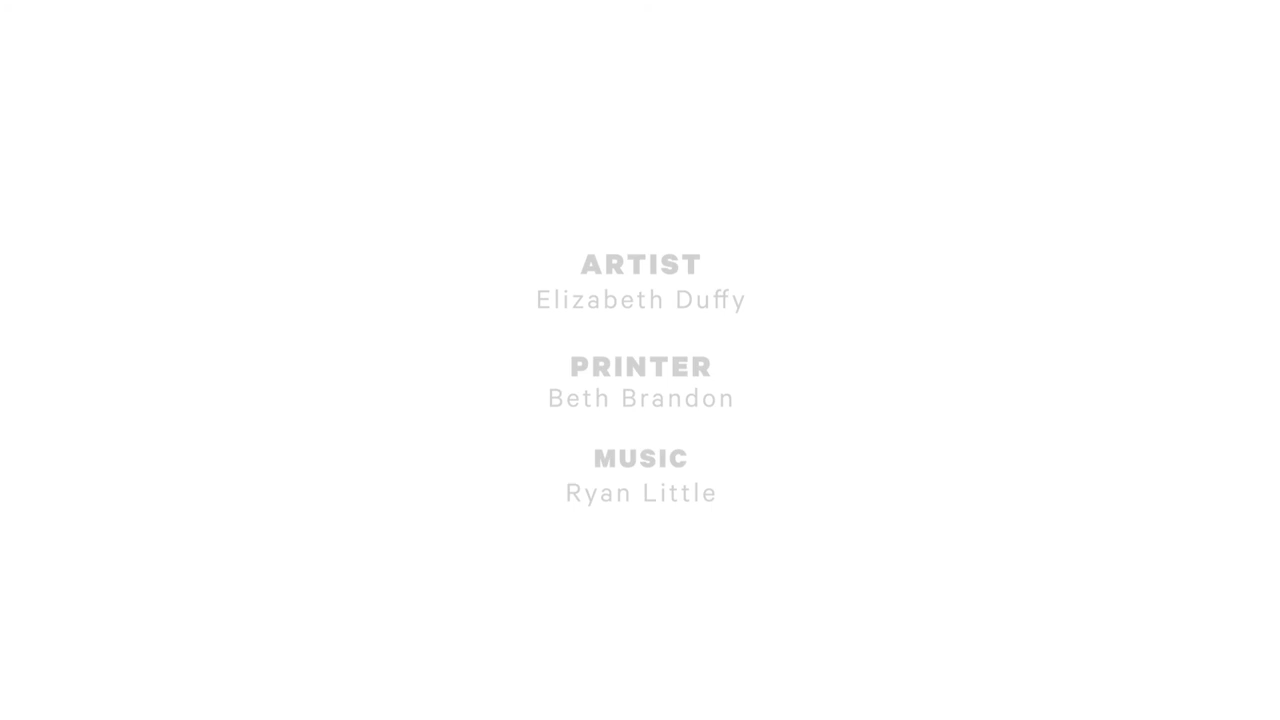 ARTIST
Elizabeth Duffy
PRINTER
Beth Brandon
MUSIC
Ryan Little